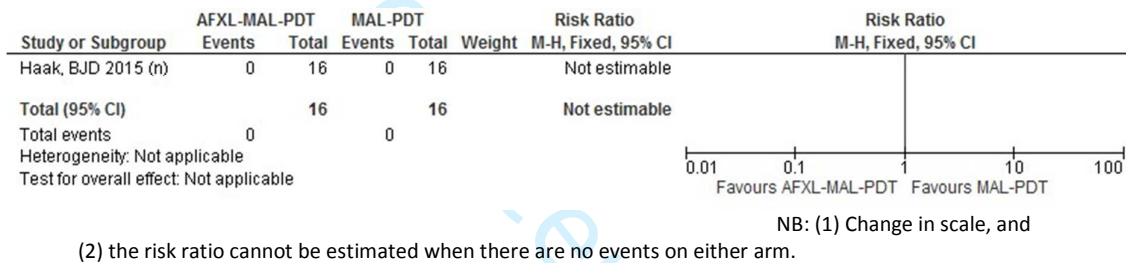 AFXL-MAL-PDT MAL-PDT Risk Ratio Risk Ratio
Study or Subgroup Events Total Events Total Weight M-H, Fixed, 95% CI M-H, Fixed, 95% CI
Haak, BJD 2015 (n) 0 16 0 16 Not estimable
Total (95% CI) 16 16 Not estimable
Total events 0 0
Heterogeneity: Not applicable
Test for overall effect: Not applicable
0.01 0.1 1 10 100
Favours AFXL-MAL-PDT Favours MAL-PDT
NB: (1) Change in scale, and
(2) the risk ratio cannot be estimated when there are no events on either arm.